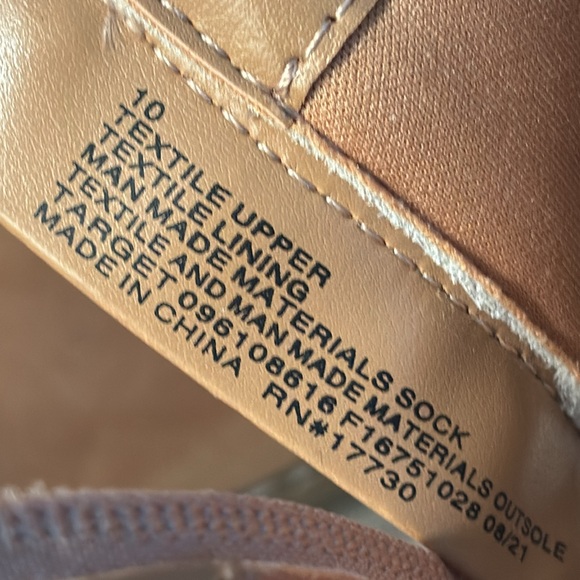 10
TEXTILE UPPER
TEXTILE LINING
MAN MADE MATERIALS SOCK
TEXTILE AND MAN MADE MATERIALS OUTSOLE
TARGET 096108616 F16751028 08/21
MADE IN CHINA RN#17730